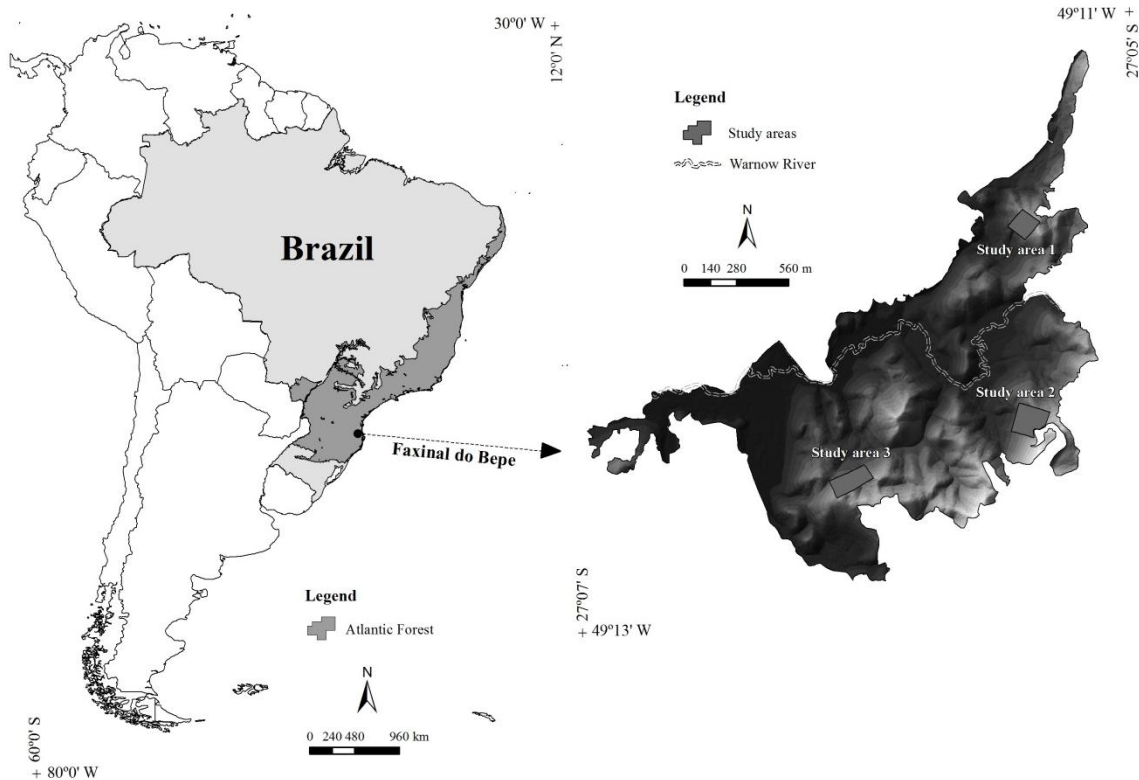 30º0' W
12º0' N
+
Brazil
Faxinal do Bepe
Legend
Atlantic Forest
N
0 240 480 960 km
60º0' S
+ 80º0' W
49º11' W
27º05' S
+
Legend
Study areas
Warnow River
N
0 140 280 560 m
Study area 1
Study area 2
Study area 3
27º07' S
+ 49º13' W